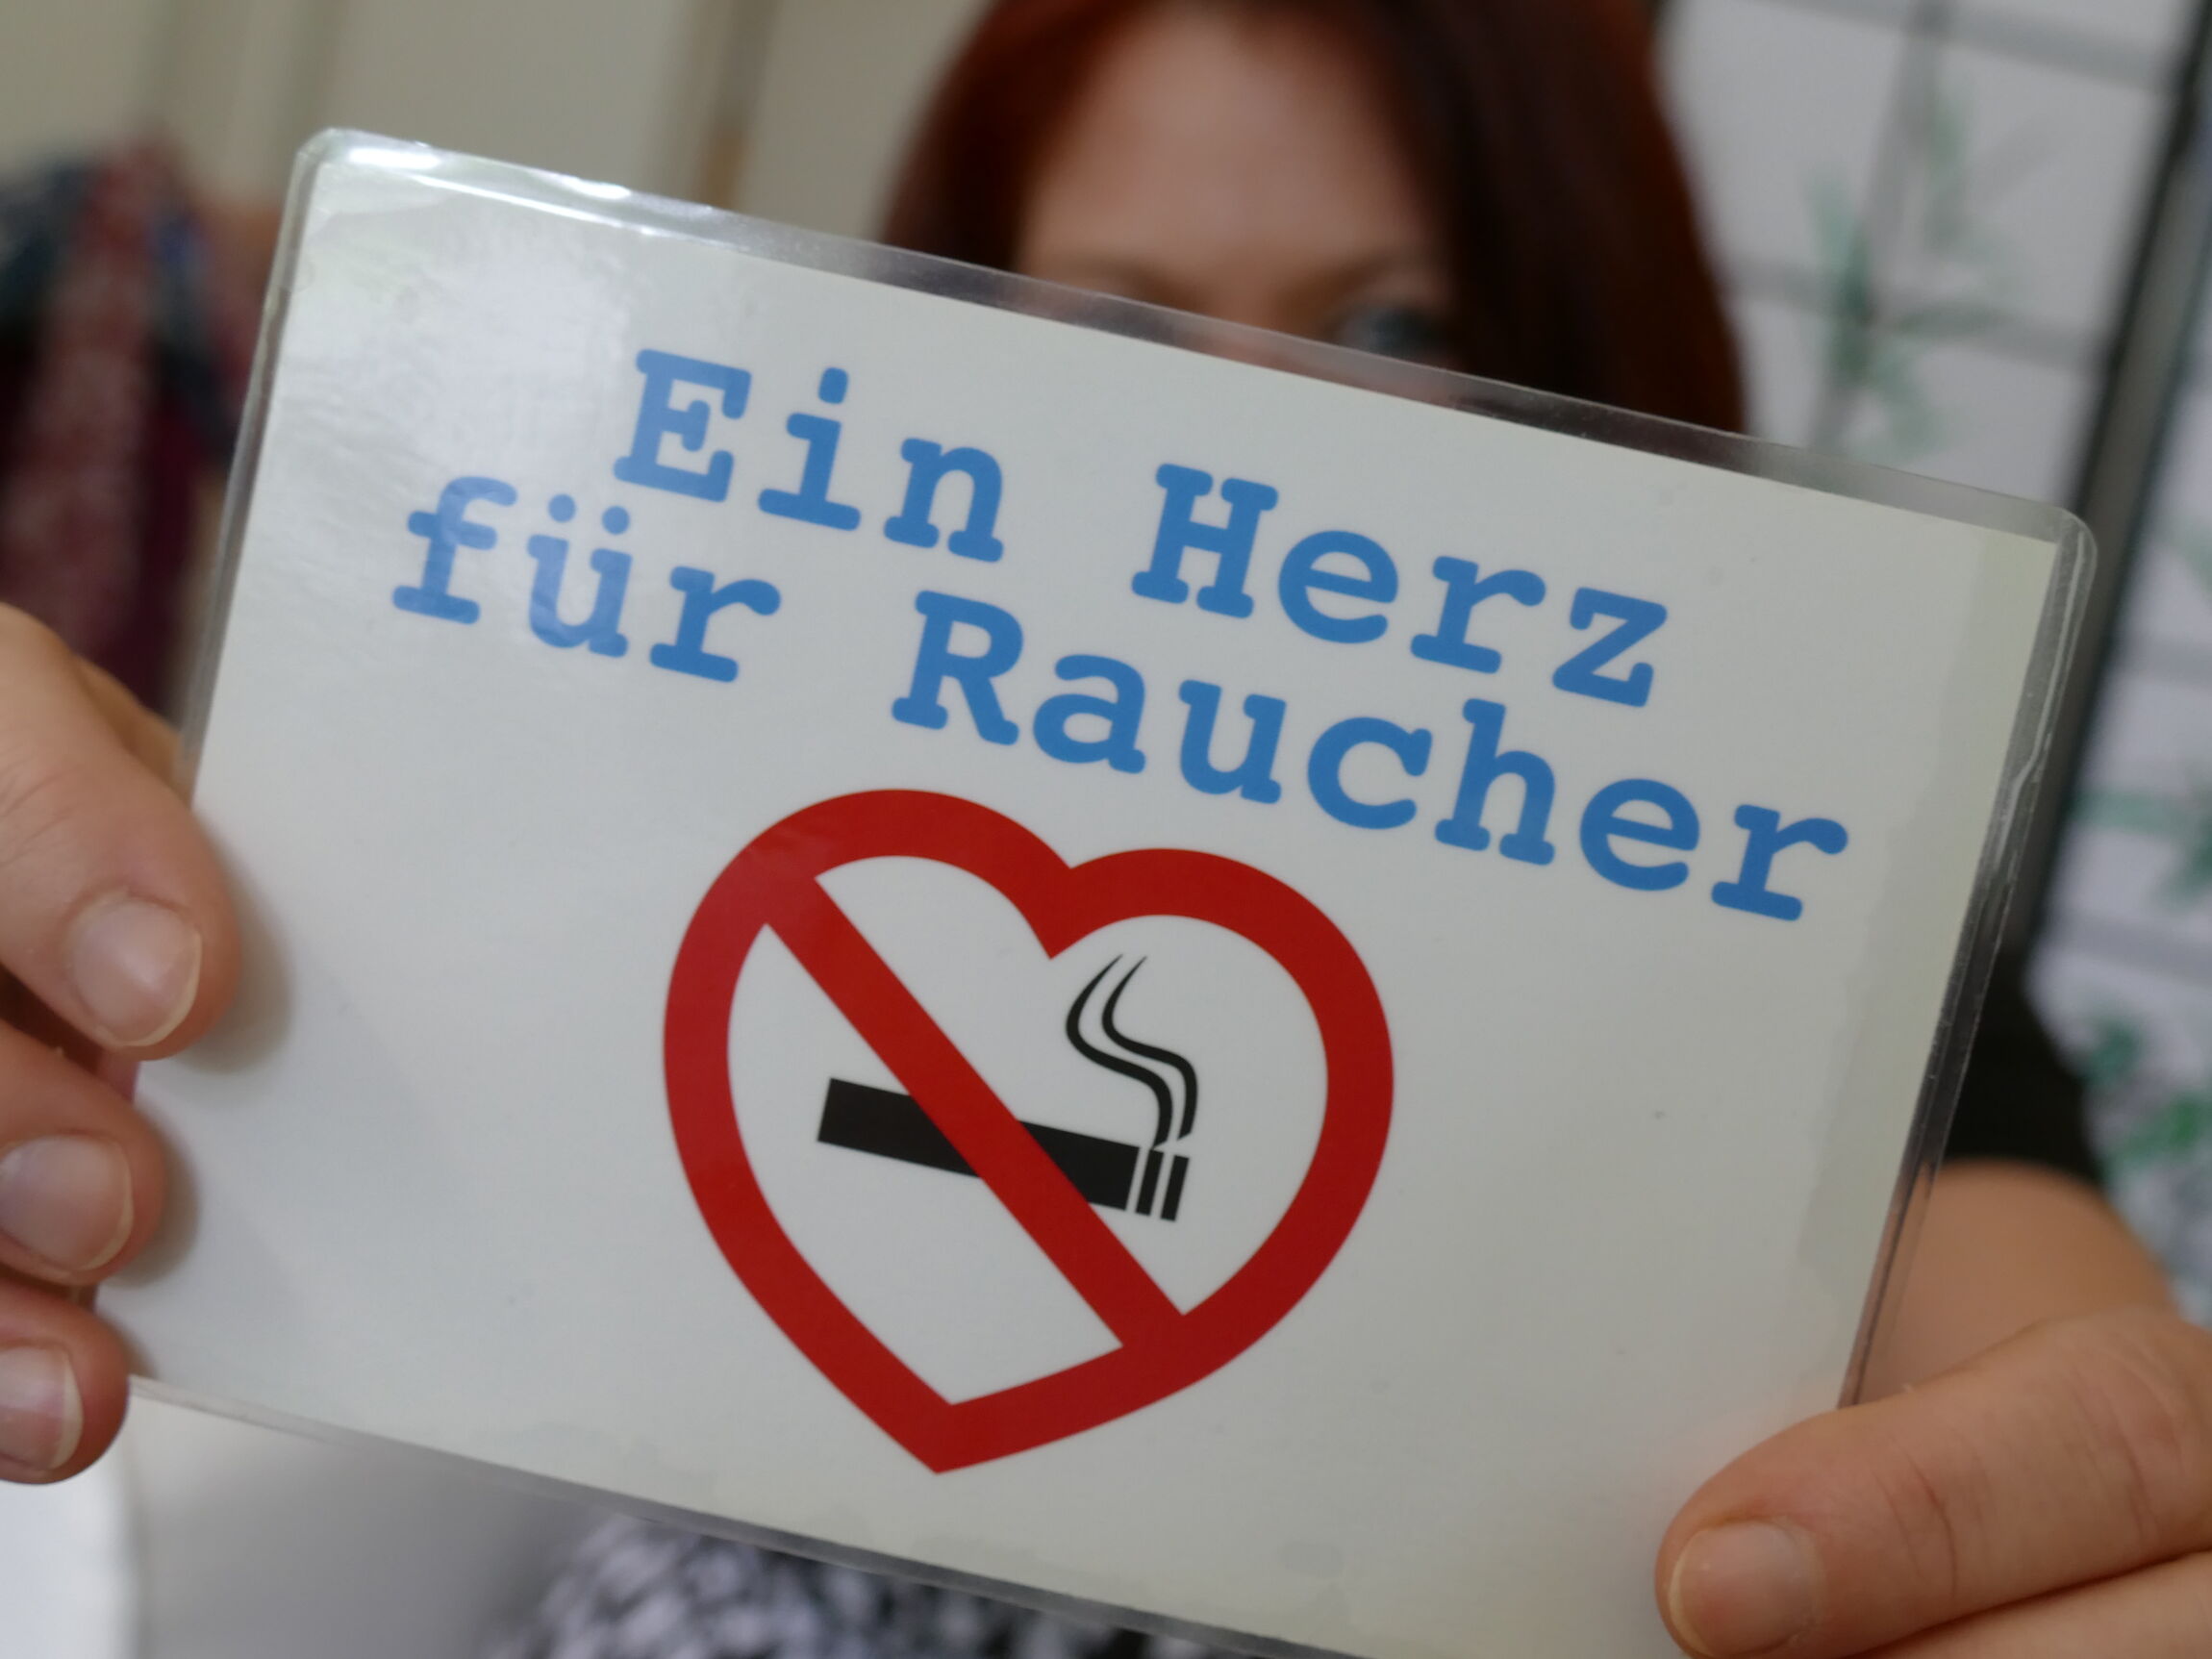 Ein Herz
für Raucher